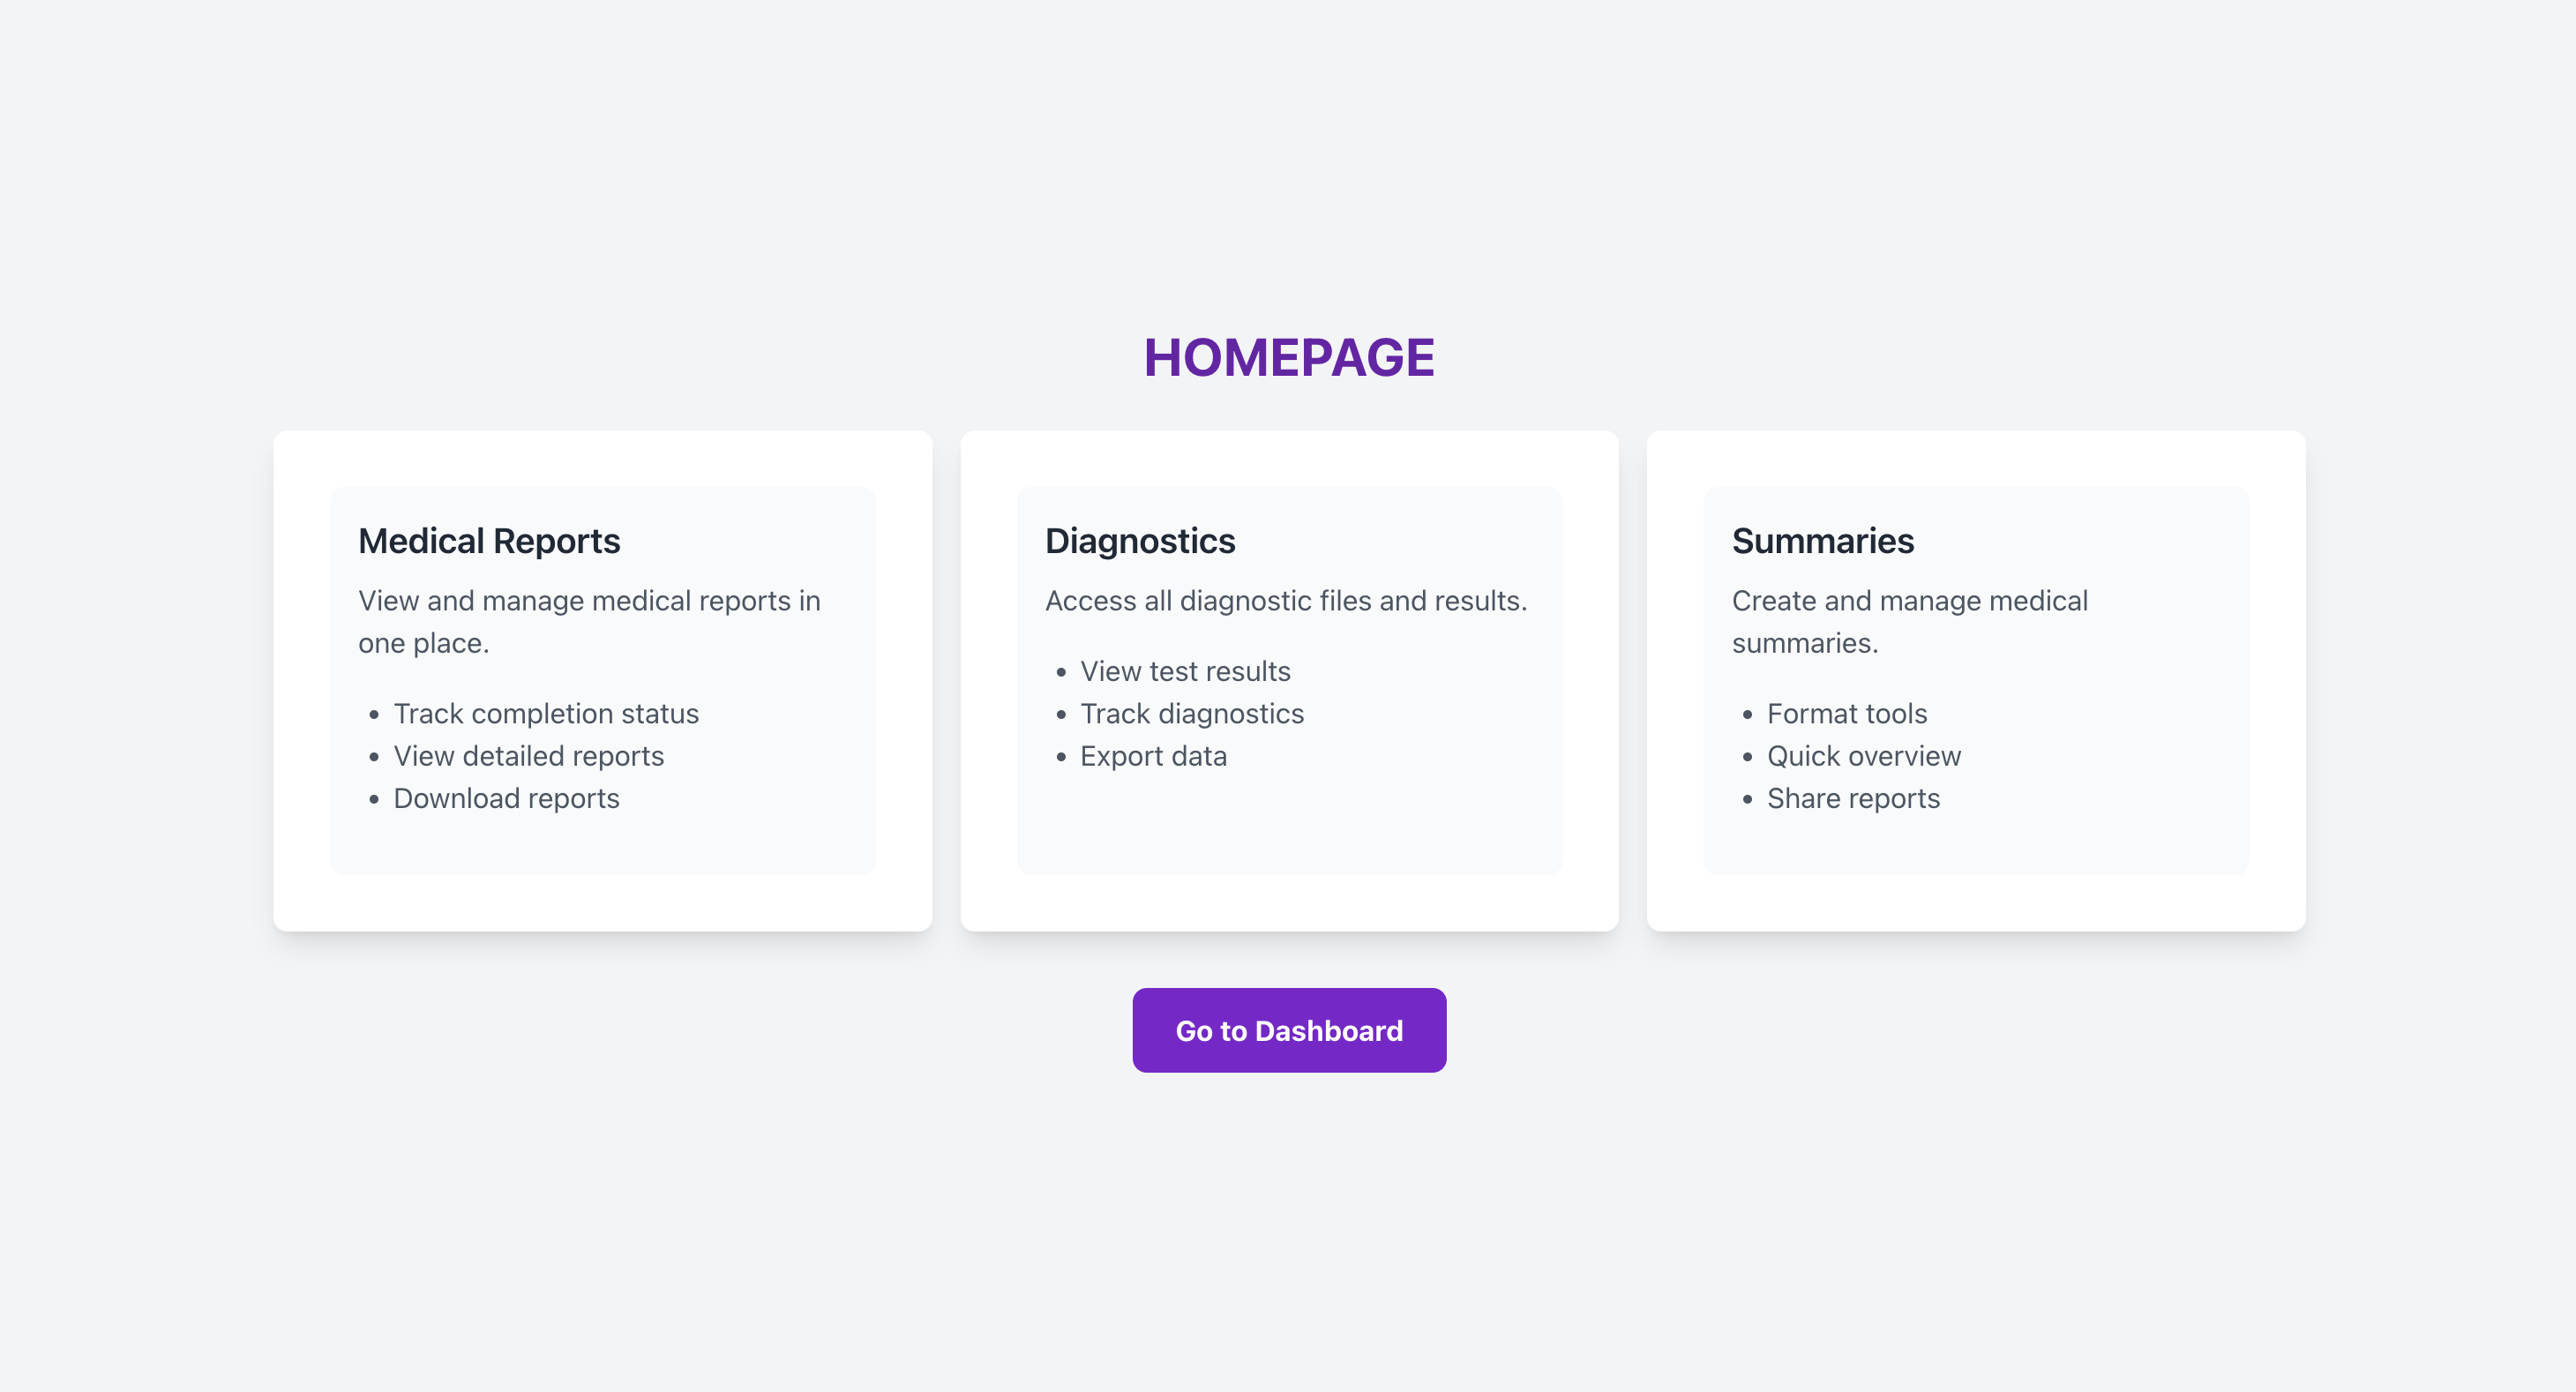 HOMEPAGE
Medical Reports
View and manage medical reports in
one place.
• Track completion status
• View detailed reports
• Download reports
Diagnostics
Access all diagnostic files and results.
• View test results
• Track diagnostics
• Export data
Summaries
Create and manage medical
summaries.
• Format tools
• Quick overview
• Share reports
Go to Dashboard